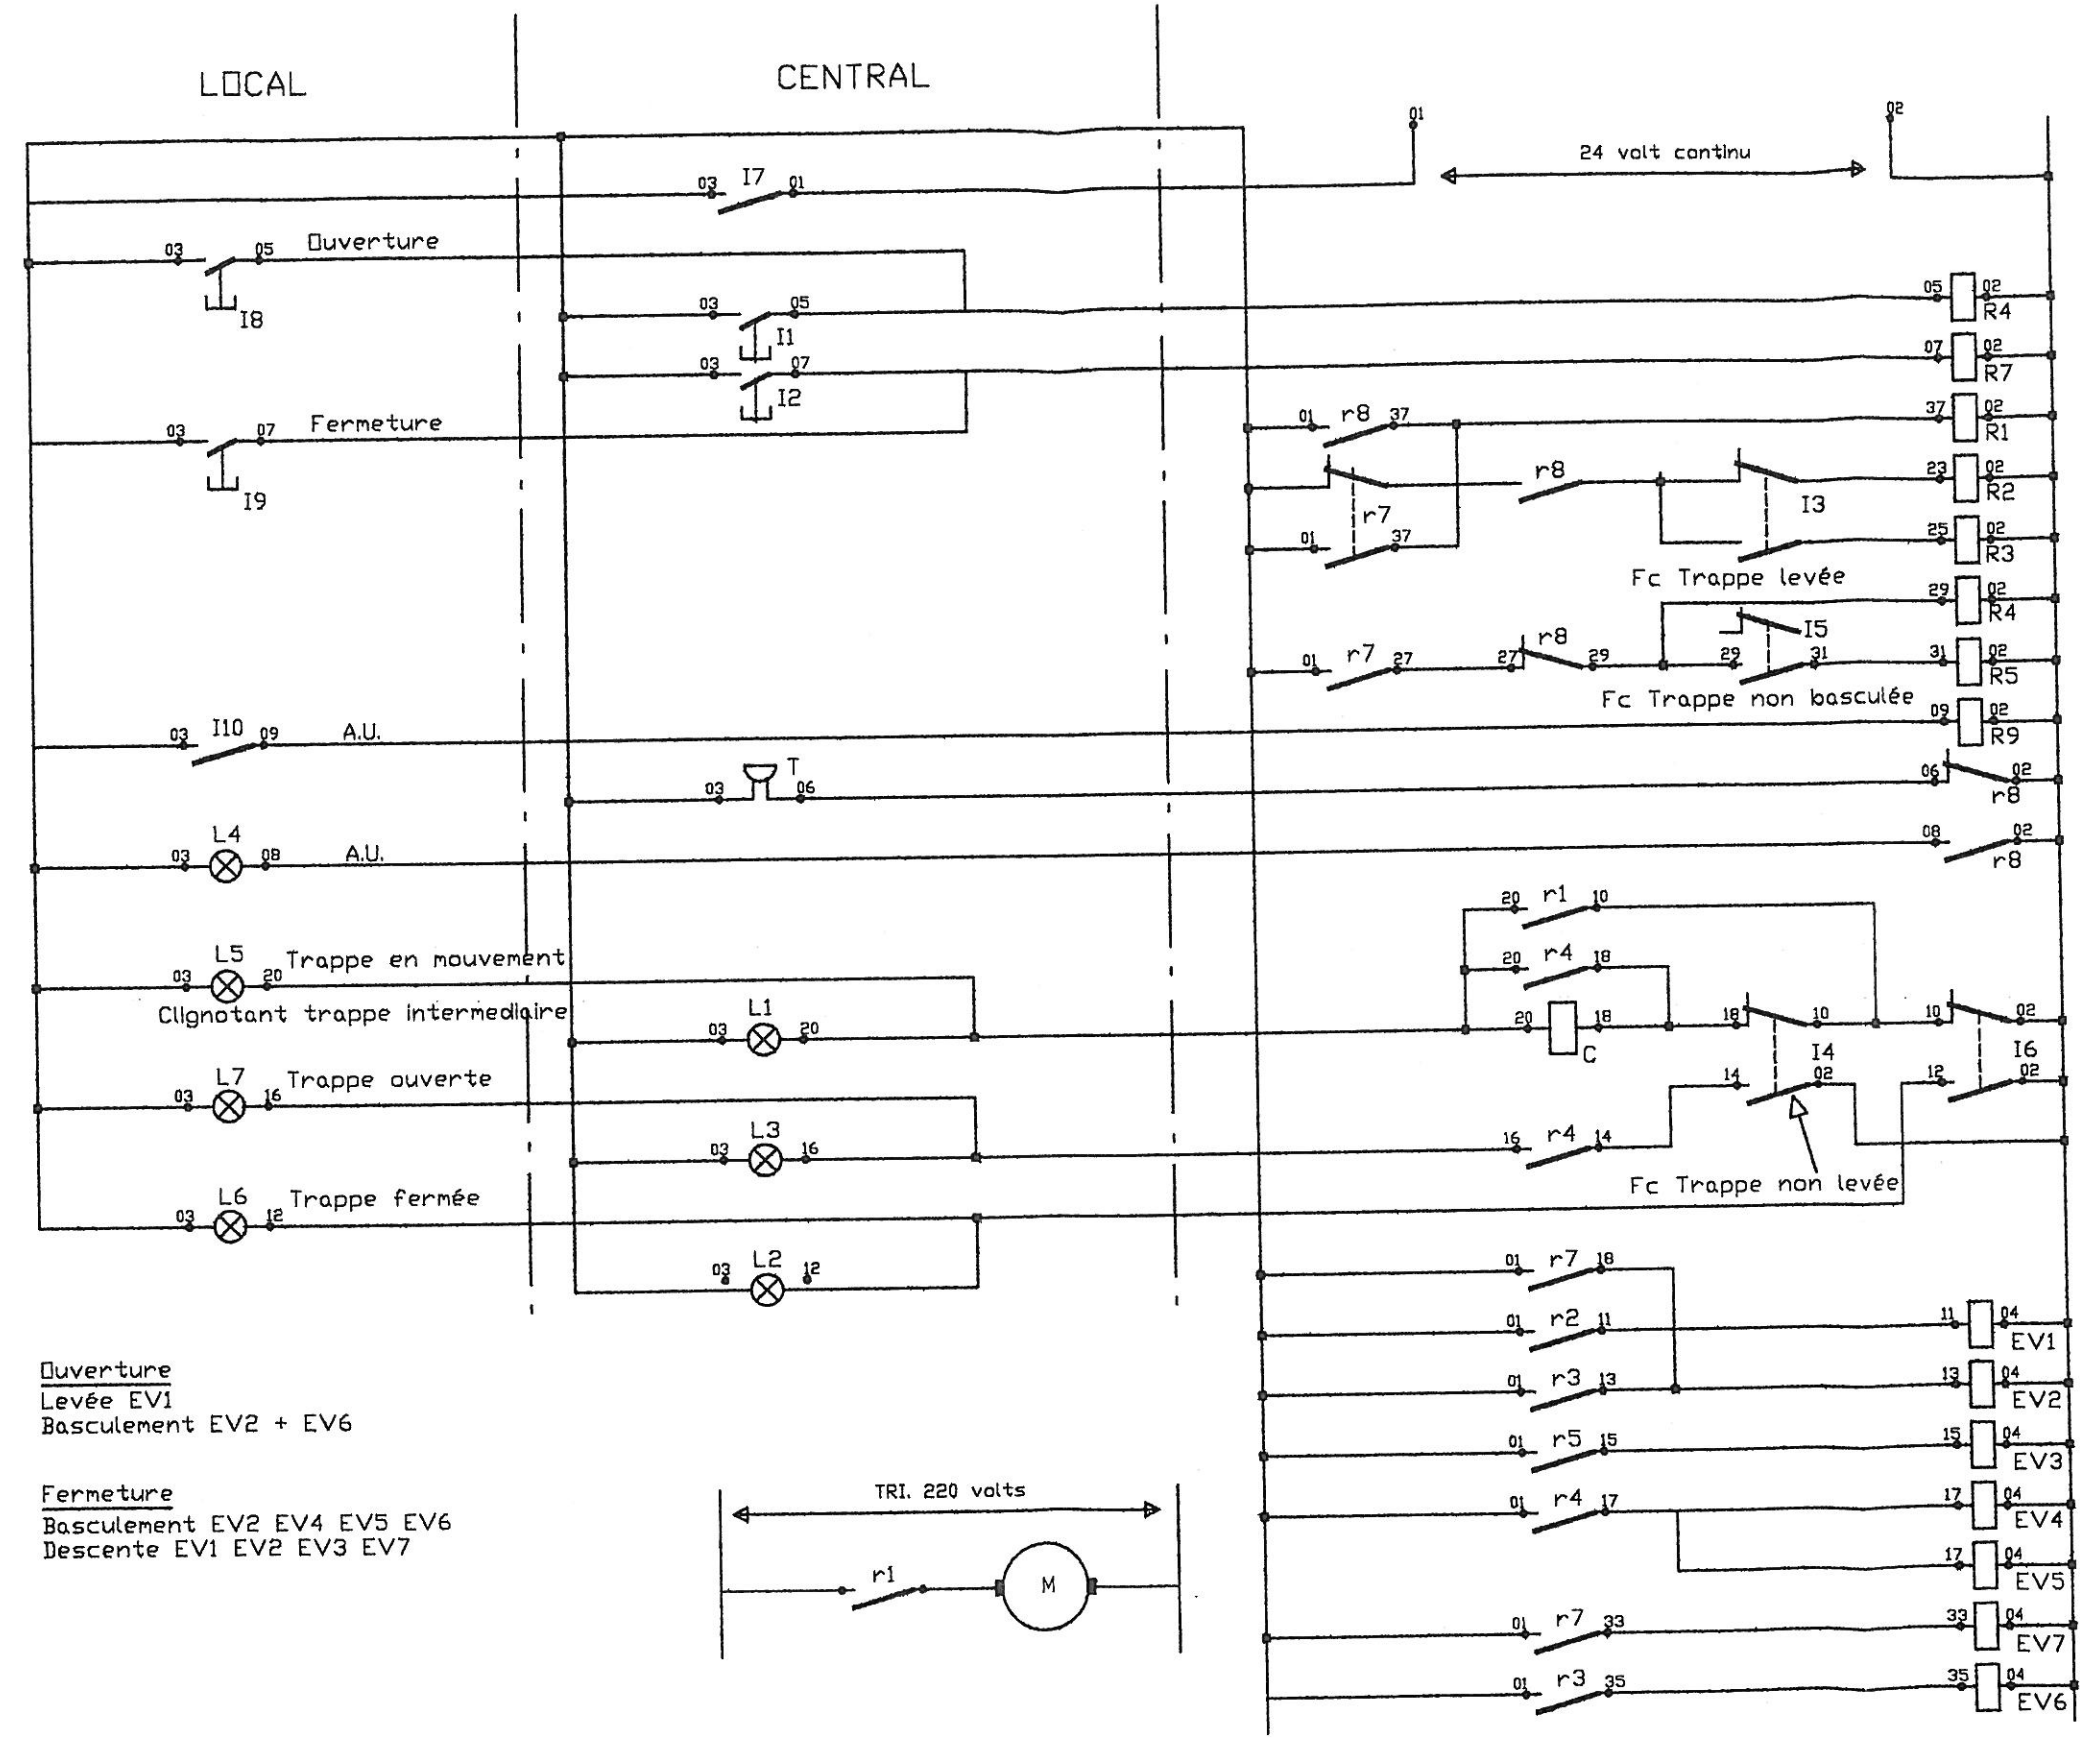 LOCAL
CENTRAL
01
02
24 volt continu
03 I7 01
03 05 Ouverture
I8
03 05
I1
05 02
R4
03 07
I2
07 02
R7
03 07 Fermeture
I9
01 r8 37
37 02
R1
r8
I3
23 02
R2
r7
01 37
25 02
R3
Fc Trappe levée
29 02
R4
I5
01 r7 27
27 r8 29
29 31
31 02
R5
Fc Trappe non basculée
03 I10 09 A.U.
09 02
R9
03 T 06
06 02
r8
L4
03 08 A.U.
08 02
r8
20 r1 10
L5
03 20 Trappe en mouvement
Clignotant trappe intermediaire
20 r4 18
L1
03 20
20 18
C
18 10
I4
10 02
I6
L7
03 16 Trappe ouverte
14 02
12 02
L3
03 16
16 r4 14
Fc Trappe non levée
L6
03 12 Trappe fermée
L2
03 12
01 r7 18
01 r2 11
11 04
EV1
01 r3 13
13 04
EV2
01 r5 15
15 04
EV3
01 r4 17
17 04
EV4
17 04
EV5
01 r7 33
33 04
EV7
01 r3 35
35 04
EV6
Ouverture
Levée EV1
Basculement EV2 + EV6
Fermeture
Basculement EV2 EV4 EV5 EV6
Descente EV1 EV2 EV3 EV7
TRI. 220 volts
r1
M